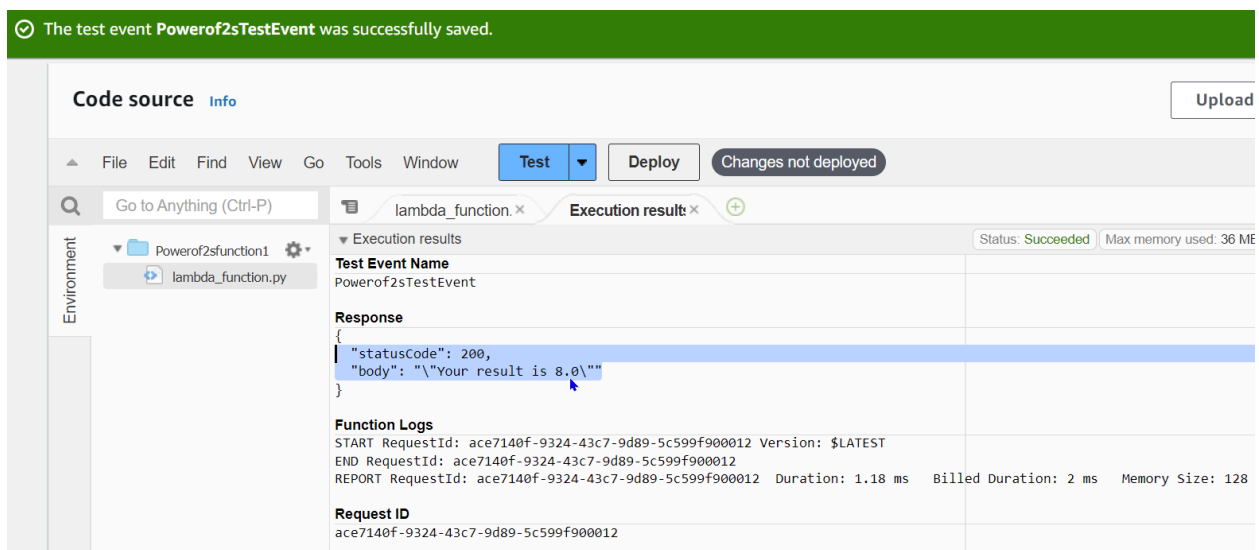 The test event Powerof2sTestEvent was successfully saved.
Code source Info
Upload
File Edit Find View Go Tools Window Test Deploy Changes not deployed
Go to Anything (Ctrl-P)
lambda_function.
Execution results
Environment
Powerof2sfunction1
lambda_function.py
Execution results
Status: Succeeded Max memory used: 36 MB
Test Event Name
Powerof2sTestEvent
Response
{
"statusCode": 200,
"body": "\"Your result is 8.0\""
}
Function Logs
START RequestId: ace7140f-9324-43c7-9d89-5c599f900012 Version: $LATEST
END RequestId: ace7140f-9324-43c7-9d89-5c599f900012
REPORT RequestId: ace7140f-9324-43c7-9d89-5c599f900012 Duration: 1.18 ms Billed Duration: 2 ms Memory Size: 128
Request ID
ace7140f-9324-43c7-9d89-5c599f900012